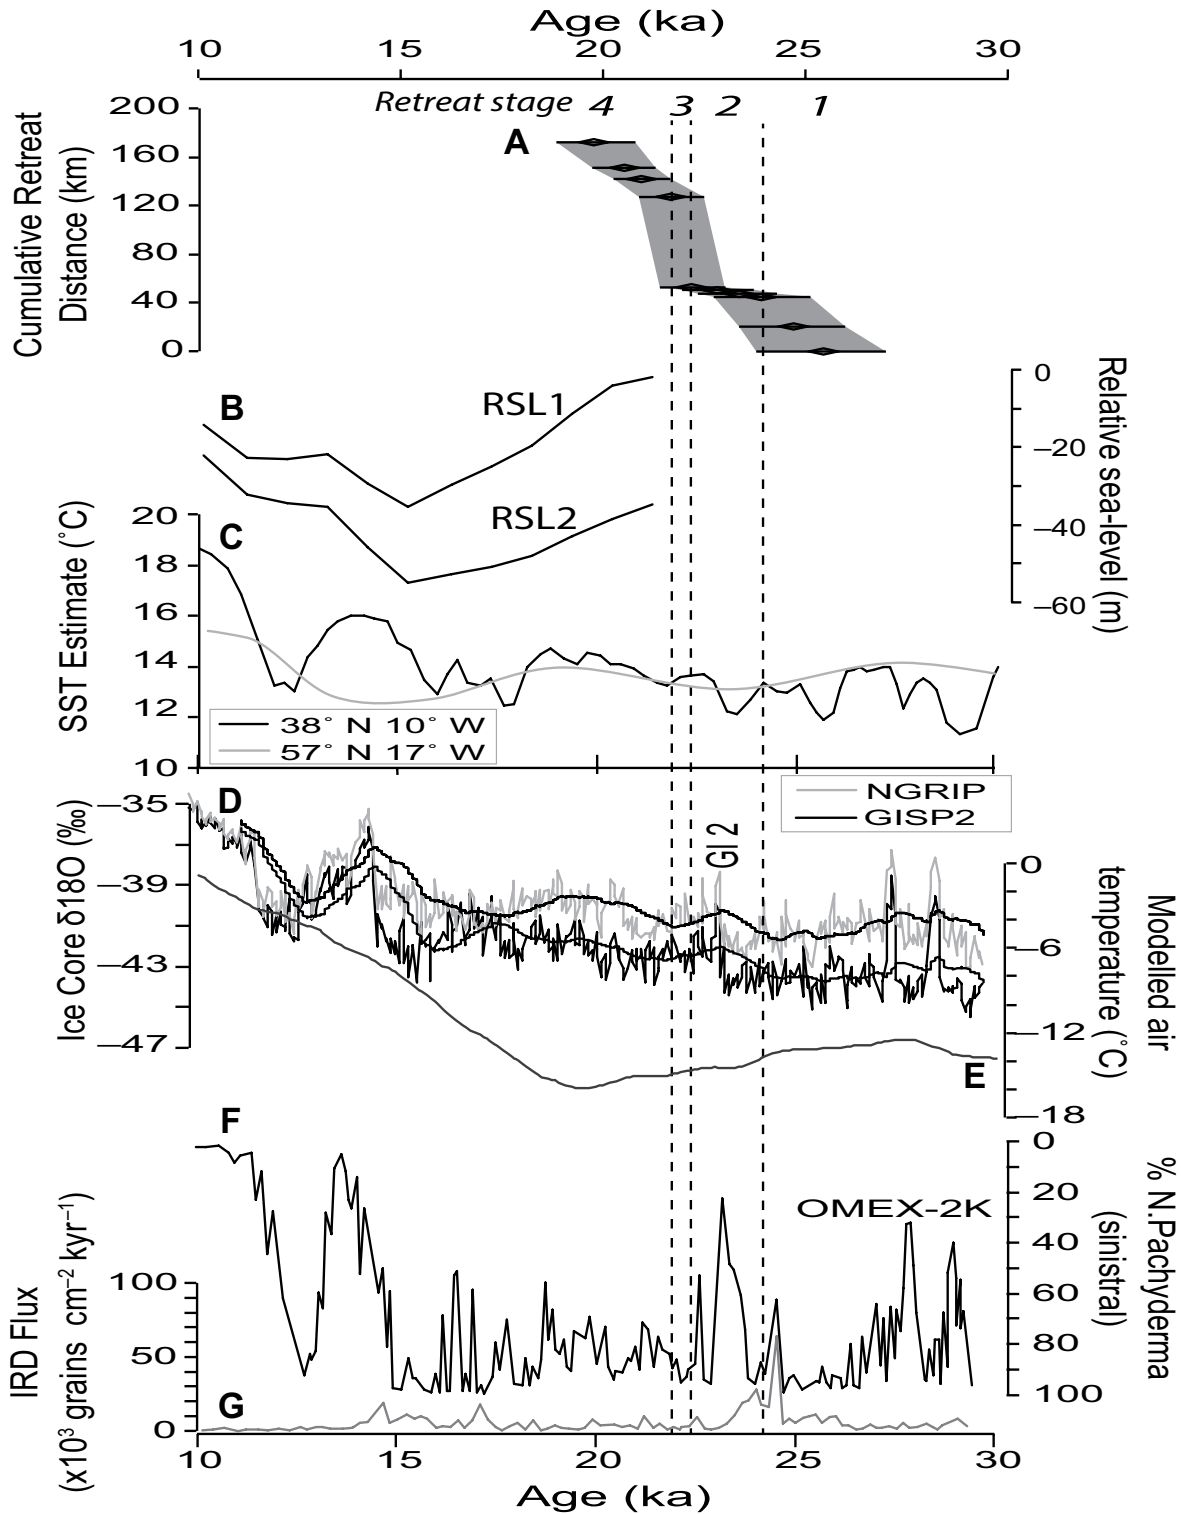 Age (ka)
10 15 20 25 30
Retreat stage 4 3 2 1
Cumulative Retreat
Distance (km)
200
160
120
80
40
0
A
B
RSL1
RSL2
Relative sea-level (m)
0
–20
–40
–60
C
SST Estimate (˚C)
20
18
16
14
12
10
38° N 10° W
57° N 17° W
NGRIP
GISP2
D
Ice Core δ18O (‰)
–35
–39
–43
–47
GI 2
Modelled air
temperature (˚C)
0
–6
–12
–18
E
F
OMEX-2K
% N.Pachyderma
(sinistral)
0
20
40
60
80
100
IRD Flux
(x10³ grains cm⁻² kyr⁻¹)
100
50
0
G
10 15 20 25 30
Age (ka)